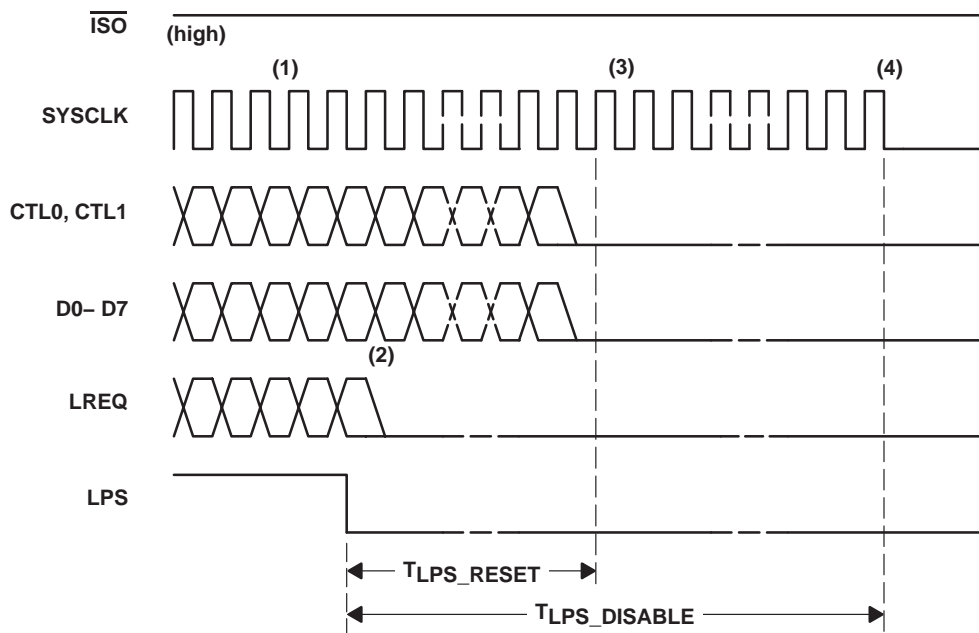 ISO
(high)
(1)
(3)
(4)
SYSCLK
CTL0, CTL1
D0– D7
(2)
LREQ
LPS
TLPS_RESET
TLPS_DISABLE